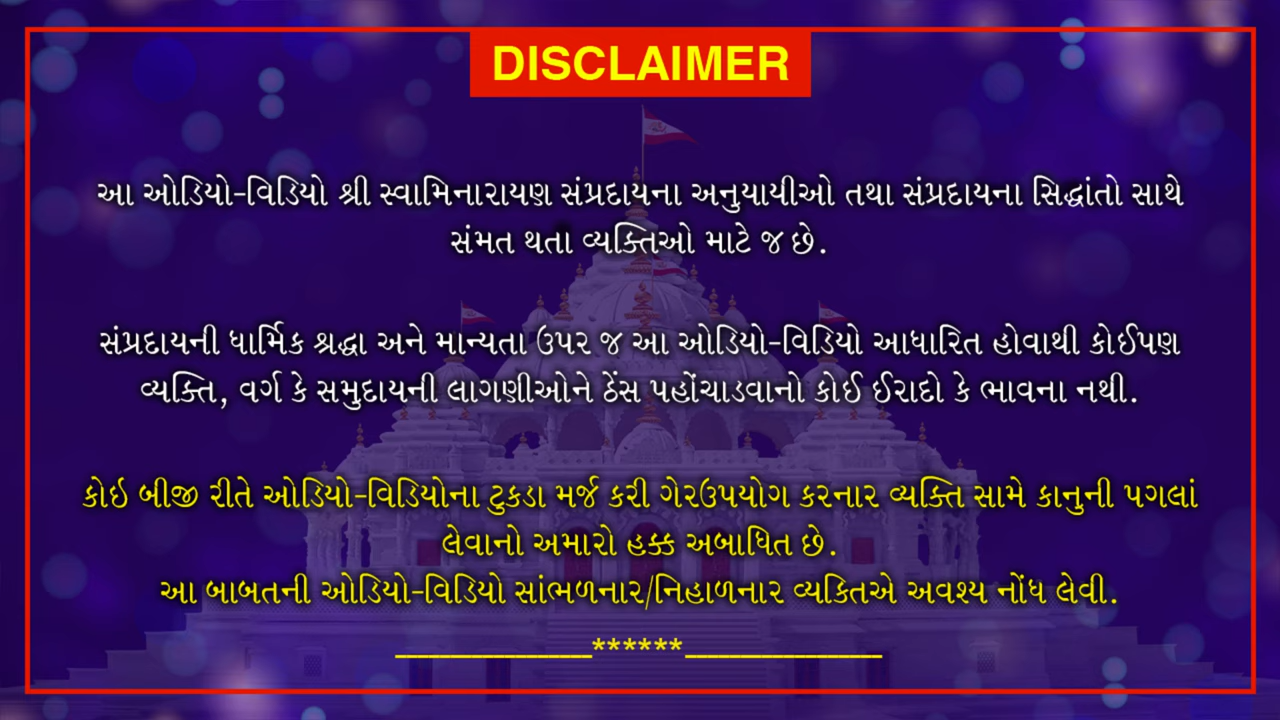 DISCLAIMER
આ ઓડિયો-વિડિયો શ્રી સ્વામિનારાયણ સંપ્રદાયના અનુયાયીઓ તથા સંપ્રદાયના સિદ્ધાંતો સાથે
સંમત થતા વ્યક્તિઓ માટે જ છે.
સંપ્રદાયની ધાર્મિક શ્રદ્ધા અને માન્યતા ઉપર જ આ ઓડિયો-વિડિયો આધારિત હોવાથી કોઈપણ
વ્યક્તિ, વર્ગ કે સમુદાયની લાગણીઓને ઠેંસ પહોંચાડવાનો કોઈ ઈરાદો કે ભાવના નથી.
કોઇ બીજી રીતે ઓડિયો-વિડિયોના ટુકડા મર્જ કરી ગેરઉપયોગ કરનાર વ્યક્તિ સામે કાનુની પગલાં
લેવાનો અમારો હક્ક અબાધિત છે.
આ બાબતની ઓડિયો-વિડિયો સાંભળનાર/નિહાળનાર વ્યકિતએ અવશ્ય નોંધ લેવી.
______________******______________